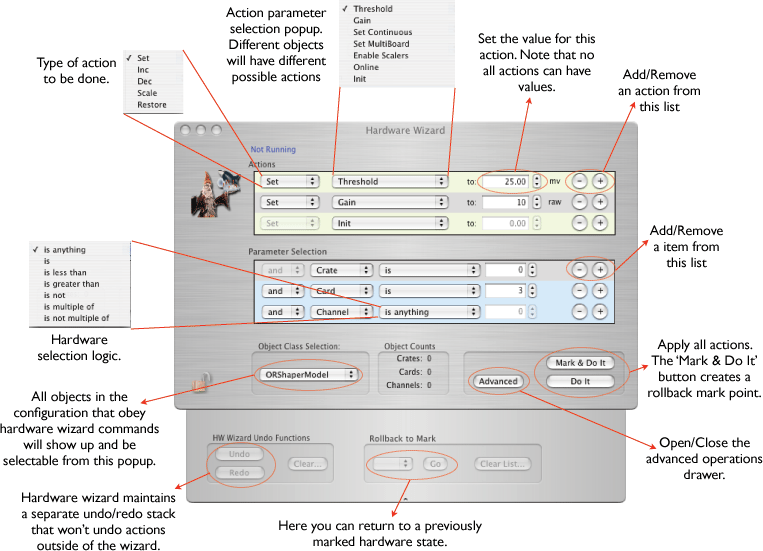 Action parameter
selection popup.
Different objects
will have different
possible actions
✓ Threshold
Gain
Set Continuous
Set MultiBoard
Enable Scalers
Online
Init
Set the value for this
action. Note that no
all actions can have
values.
Type of action
to be done.
✓ Set
Inc
Dec
Scale
Restore
Add/Remove
an action from
this list
Hardware Wizard
Not Running
Actions
Set Threshold to: 25.00 mv - +
Set Gain to: 10 raw - +
Set Init to: 0.00 - +
Add/Remove
a item from
this list
✓ is anything
is
is less than
is greater than
is not
is multiple of
is not multiple of
Hardware
selection logic.
Parameter Selection
and Crate is 0 - +
and Card is 3 - +
and Channel is anything 0 - +
Object Class Selection:
ORShaperModel
Object Counts
Crates: 0
Cards: 0
Channels: 0
Advanced
Mark & Do It
Do It
Apply all actions.
The ‘Mark & Do It’
button creates a
rollback mark point.
All objects in the
configuration that obey
hardware wizard commands
will show up and be
selectable from this popup.
Open/Close the
advanced operations
drawer.
HW Wizard Undo Functions
Undo
Redo
Clear...
Rollback to Mark
Go
Clear List...
Hardware wizard maintains
a separate undo/redo stack
that won’t undo actions
outside of the wizard.
Here you can return to a previously
marked hardware state.